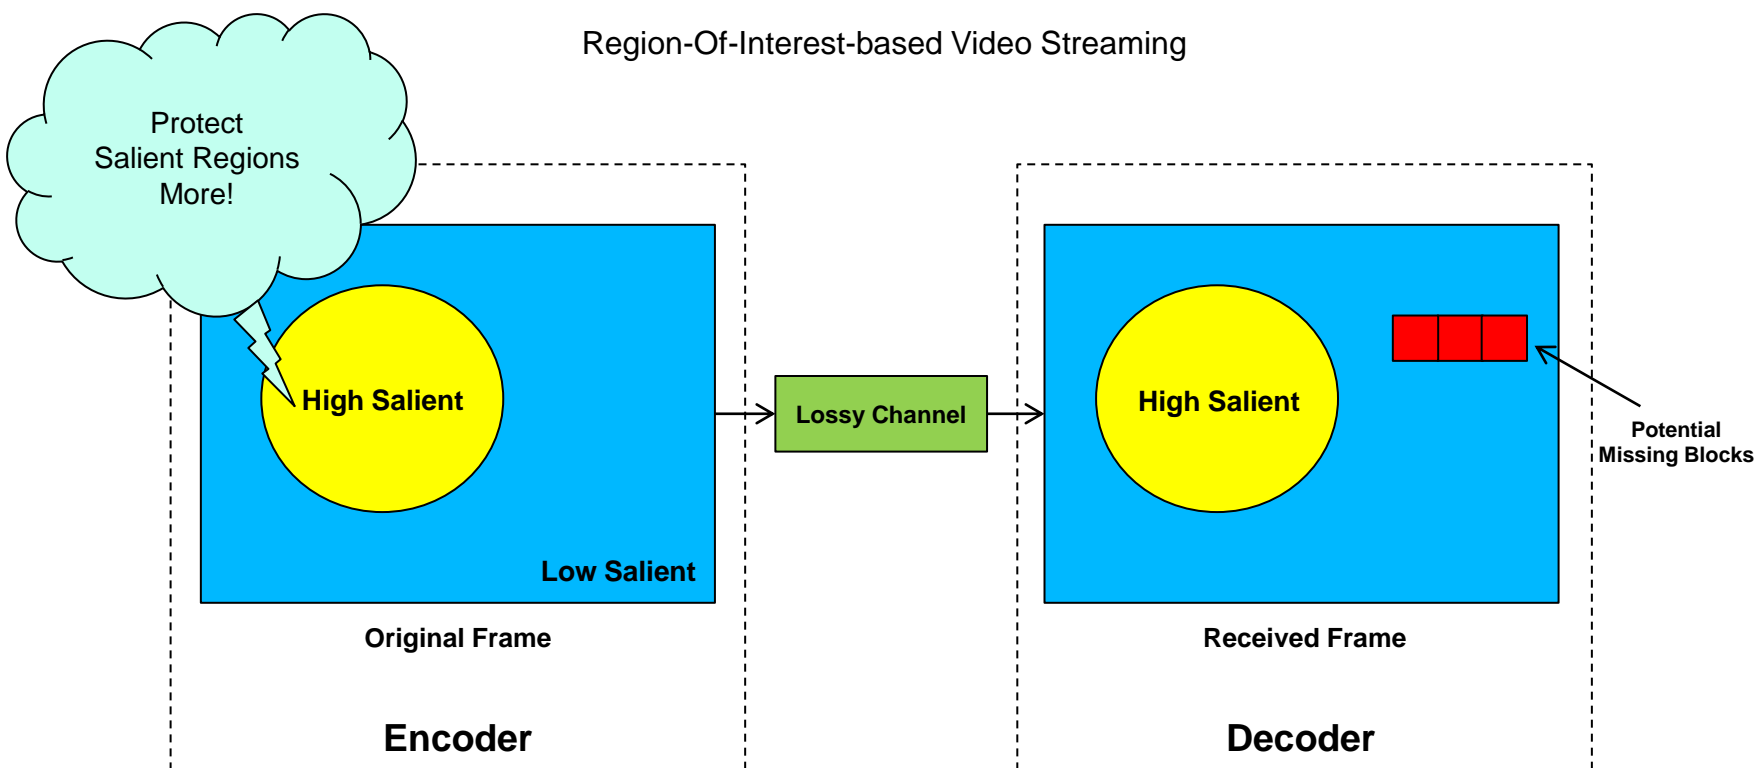 Region-Of-Interest-based Video Streaming
Protect
Salient Regions
More!
High Salient
Low Salient
Original Frame
Encoder
Lossy Channel
High Salient
Potential
Missing Blocks
Received Frame
Decoder